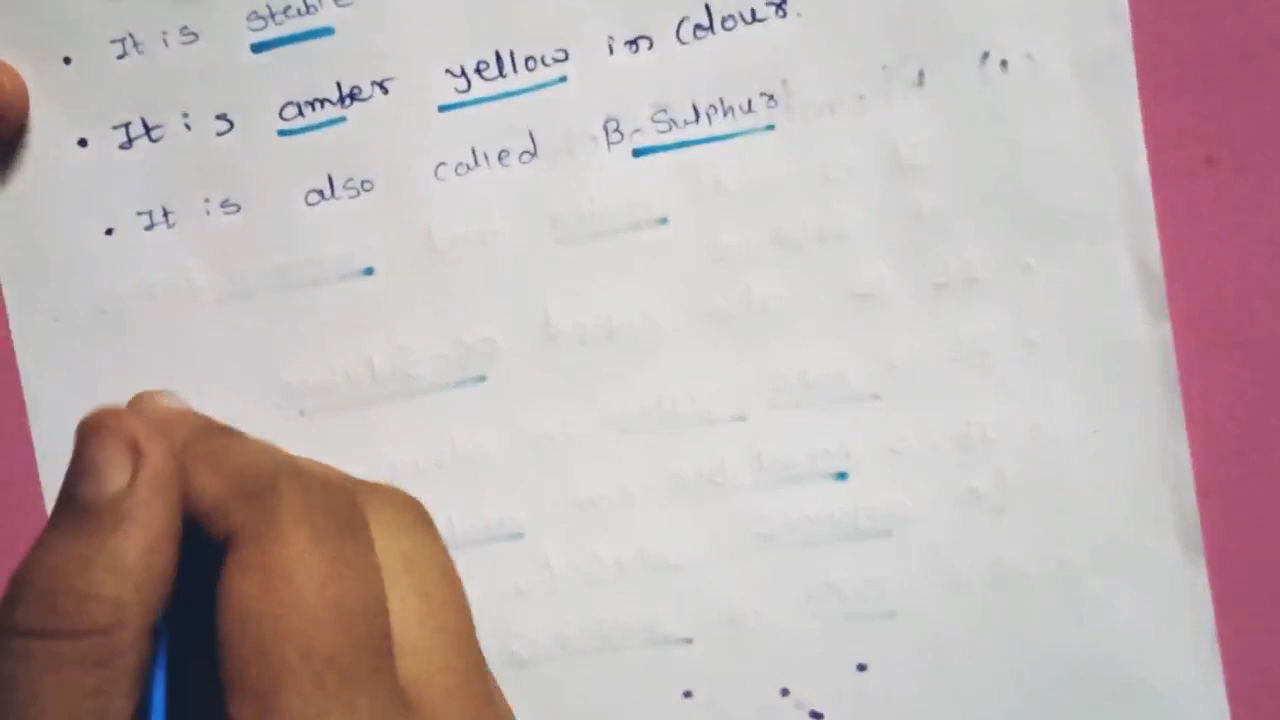 • It is stable
• It is amber yellow in colour.
• It is also called β-Sulphur